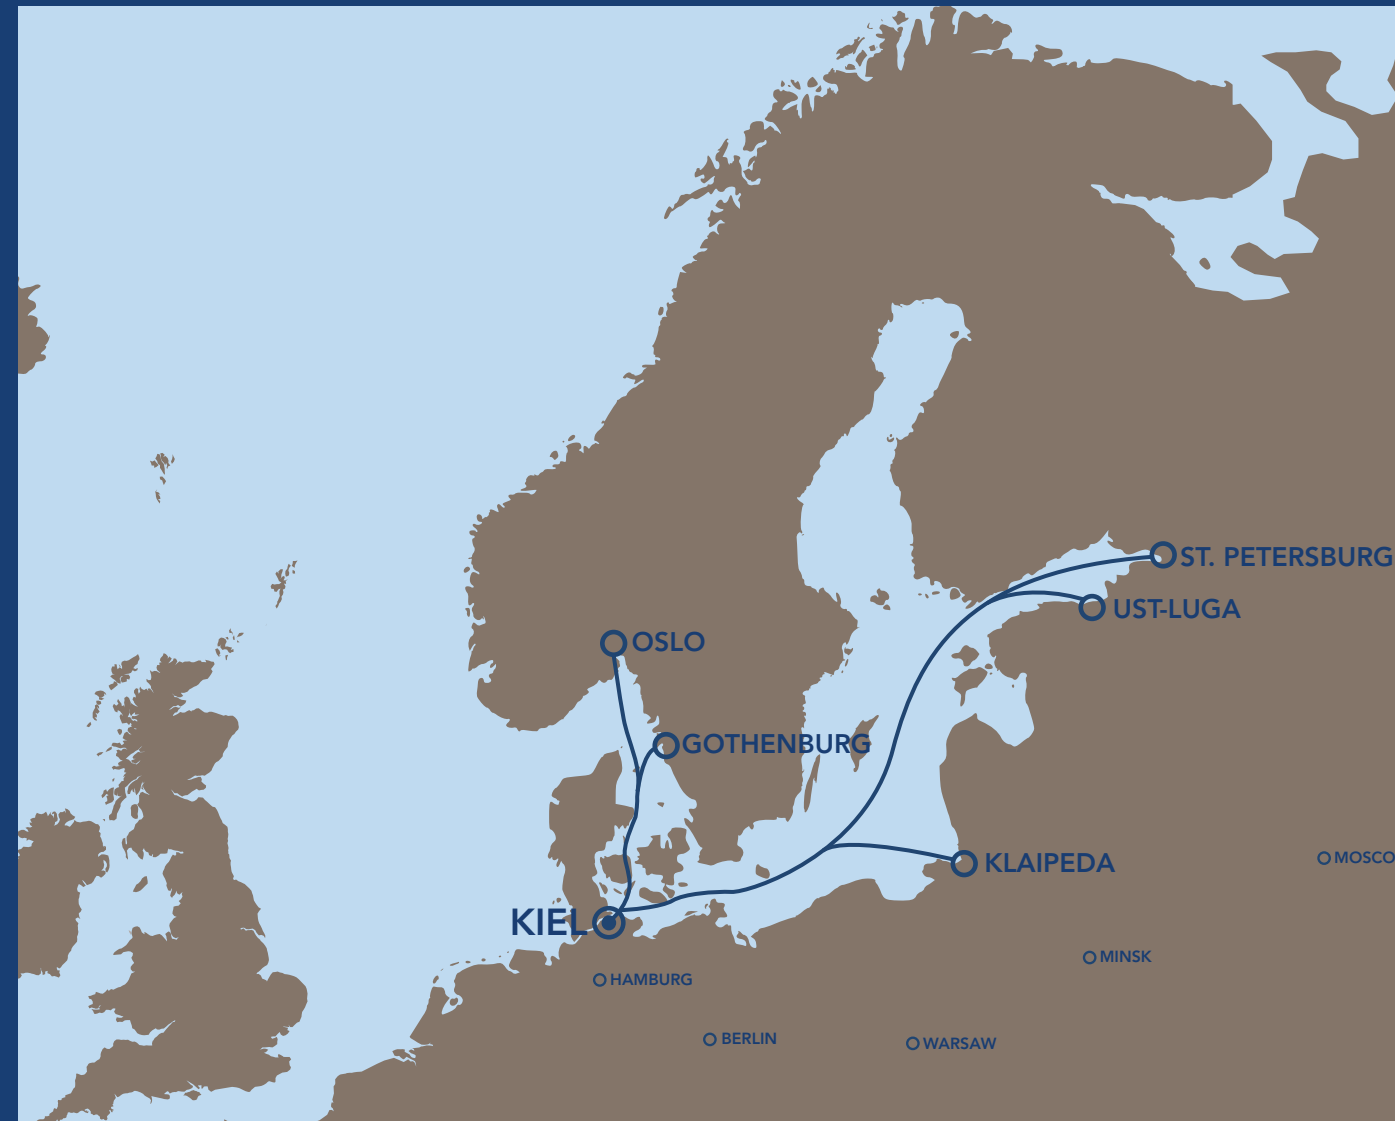 ST. PETERSBURG
UST-LUGA
OSLO
GOTHENBURG
KLAIPEDA
MOSCO
KIEL
MINSK
HAMBURG
BERLIN
WARSAW